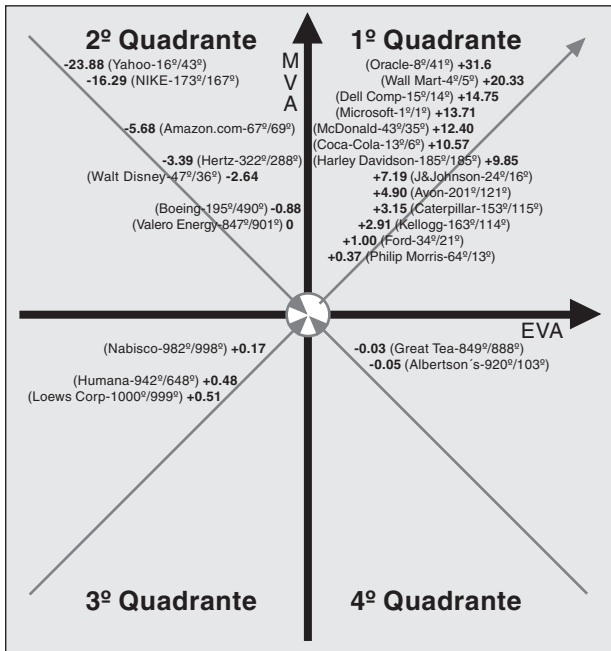 2º Quadrante
-23.88 (Yahoo-16º/43º)
-16.29 (NIKE-173º/167º)
-5.68 (Amazon.com-67º/69º)
-3.39 (Hertz-322º/288º)
(Walt Disney-47º/36º) -2.64
(Boeing-195º/490º) -0.88
(Valero Energy-847º/901º) 0
M
V
A
1º Quadrante
(Oracle-8º/41º) +31.6
(Wall Mart-4º/5º) +20.33
(Dell Comp-15º/14º) +14.75
(Microsoft-1º/1º) +13.71
(McDonald-43º/35º) +12.40
(Coca-Cola-13º/6º) +10.57
(Harley Davidson-185º/185º) +9.85
+7.19 (J&Johnson-24º/16º)
+4.90 (Avon-201º/121º)
+3.15 (Caterpillar-153º/115º)
+2.91 (Kellogg-163º/114º)
+1.00 (Ford-34º/21º)
+0.37 (Philip Morris-64º/13º)
EVA
(Nabisco-982º/998º) +0.17
(Humana-942º/648º) +0.48
(Loews Corp-1000º/999º) +0.51
-0.03 (Great Tea-849º/888º)
-0.05 (Albertson´s-920º/103º)
3º Quadrante
4º Quadrante